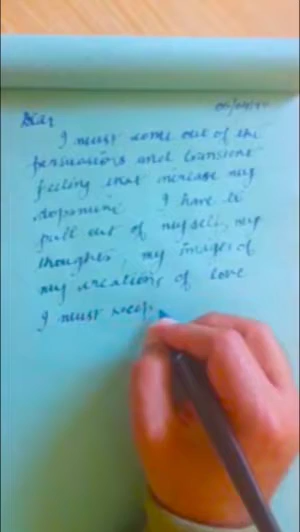 Dear
I must come out of the
persuasions and transient
feeling that increase my
dopamine I have to
pull out of myself, my
thoughts, my images of
my creations of love
I must weep